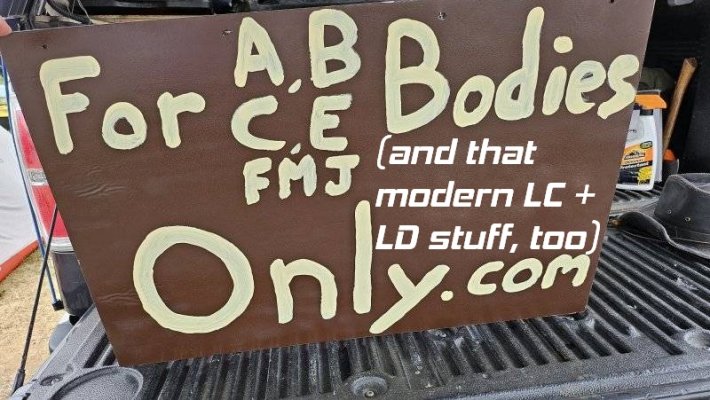 For A, B Bodies
C, E
FMJ
(and that
modern LC +
LD stuff, too)
Only.com